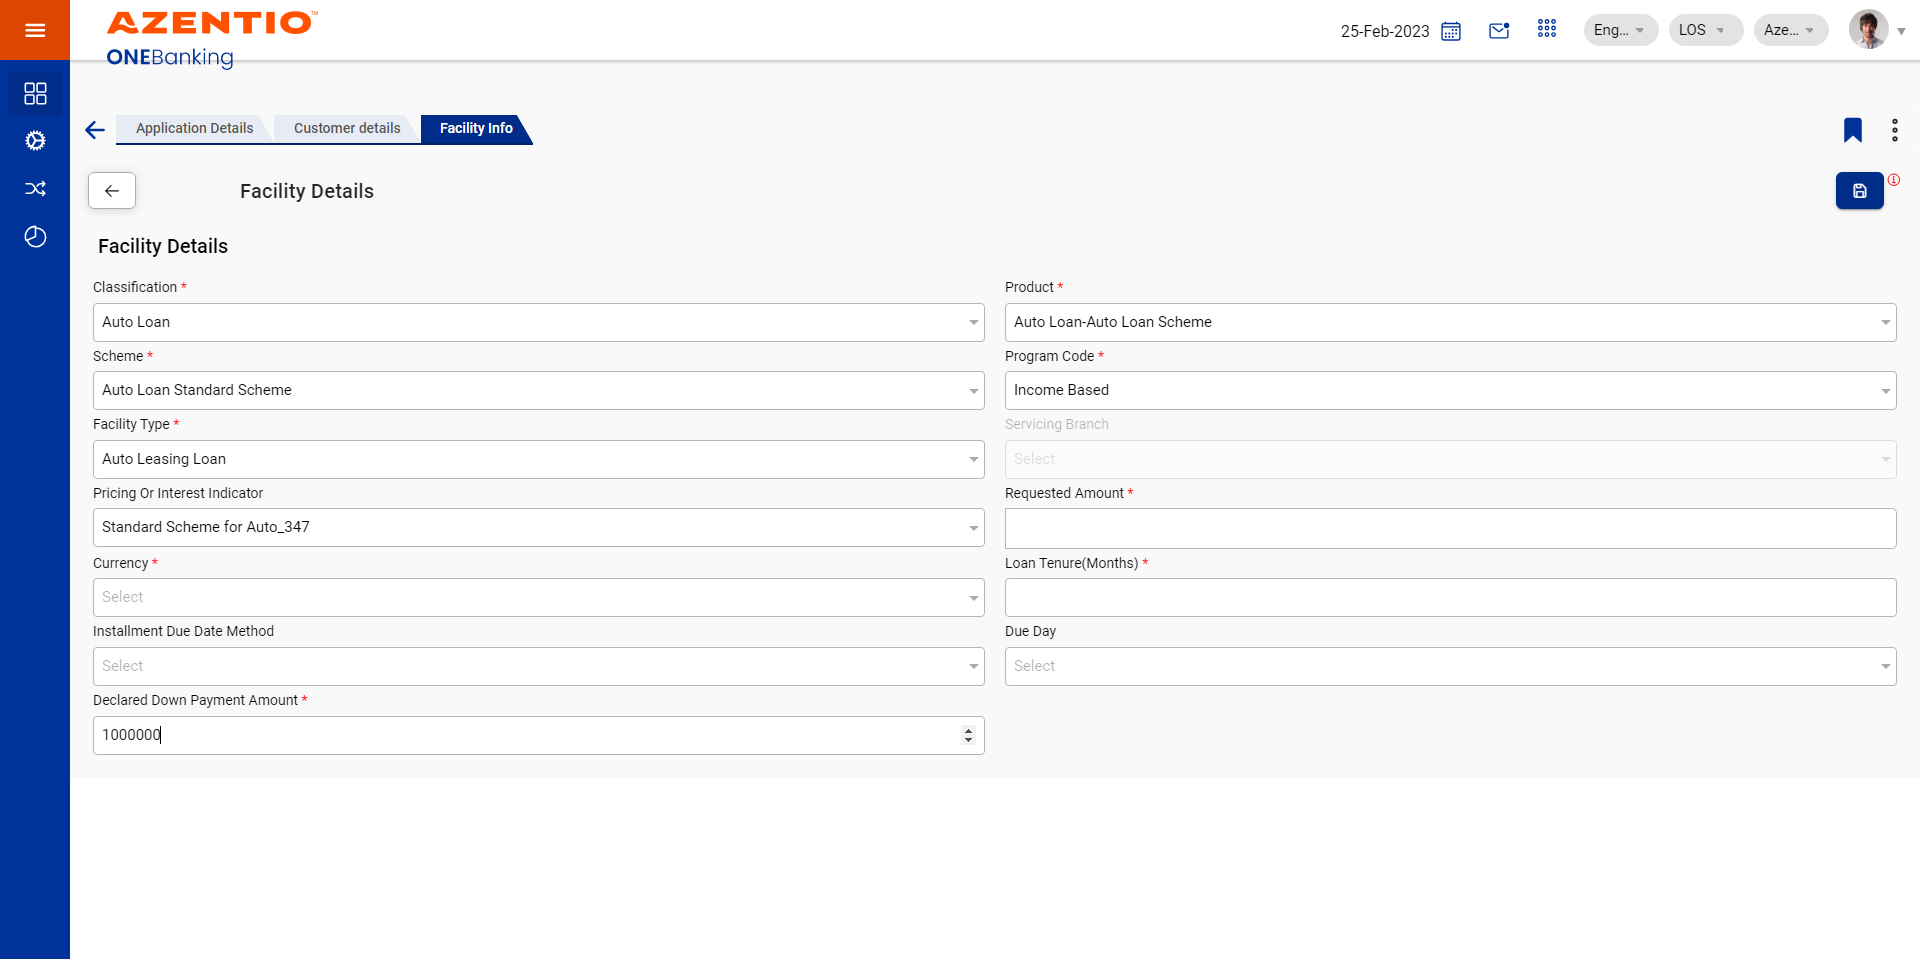 AZENTIO™
ONEBanking
25-Feb-2023
Eng...
LOS
Aze...
Application Details
Customer details
Facility Info
Facility Details
Facility Details
Classification *
Product *
Auto Loan
Auto Loan-Auto Loan Scheme
Scheme *
Program Code *
Auto Loan Standard Scheme
Income Based
Facility Type *
Servicing Branch
Auto Leasing Loan
Select
Pricing Or Interest Indicator
Requested Amount *
Standard Scheme for Auto_347
Currency *
Loan Tenure(Months) *
Select
Installment Due Date Method
Due Day
Select
Select
Declared Down Payment Amount *
1000000